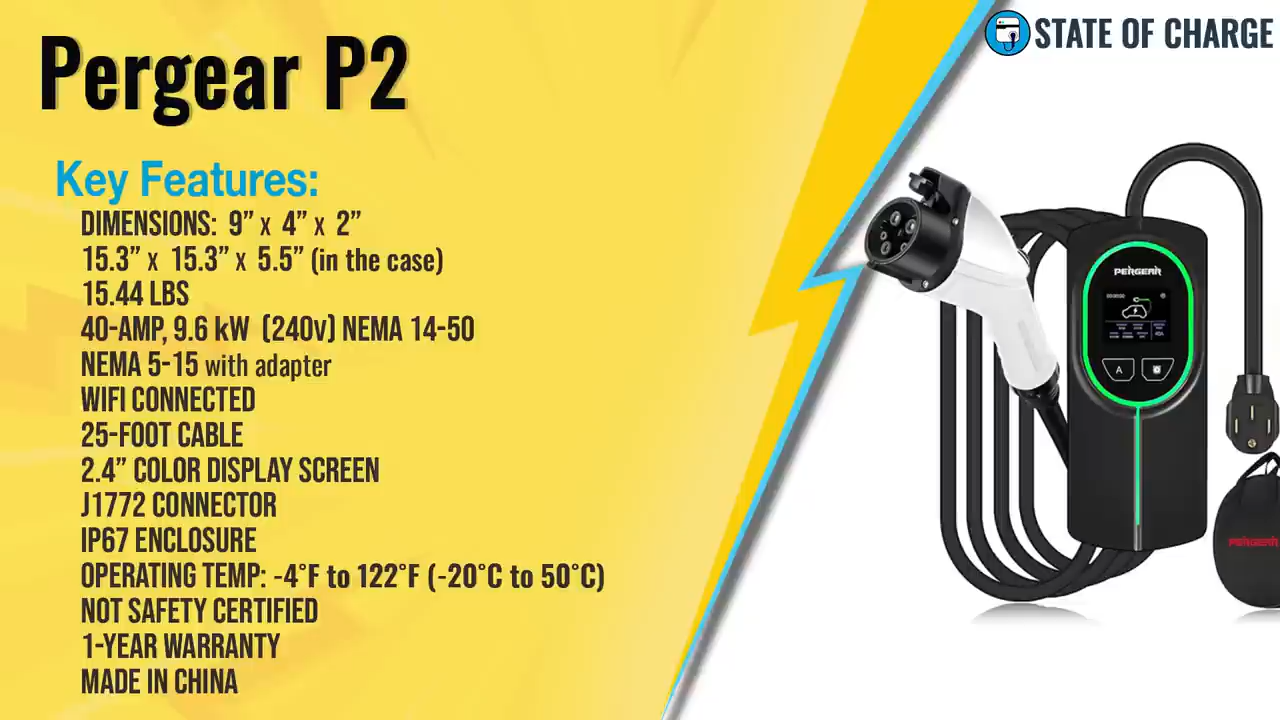 Pergear P2
STATE OF CHARGE
Key Features:
DIMENSIONS: 9” x 4” x 2”
15.3” x 15.3” x 5.5” (in the case)
15.44 LBS
40-AMP, 9.6 kW (240v) NEMA 14-50
NEMA 5-15 with adapter
WIFI CONNECTED
25-FOOT CABLE
2.4” COLOR DISPLAY SCREEN
J1772 CONNECTOR
IP67 ENCLOSURE
OPERATING TEMP: -4°F to 122°F (-20°C to 50°C)
NOT SAFETY CERTIFIED
1-YEAR WARRANTY
MADE IN CHINA
PERGEAR
A
PERGEAR